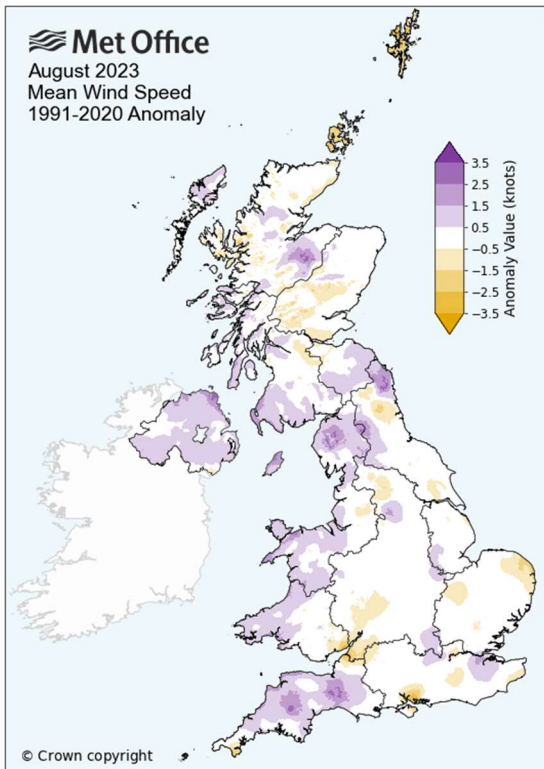 Met Office
August 2023
Mean Wind Speed
1991-2020 Anomaly
3.5
2.5
1.5
0.5
−0.5
−1.5
−2.5
−3.5
Anomaly Value (knots)
© Crown copyright